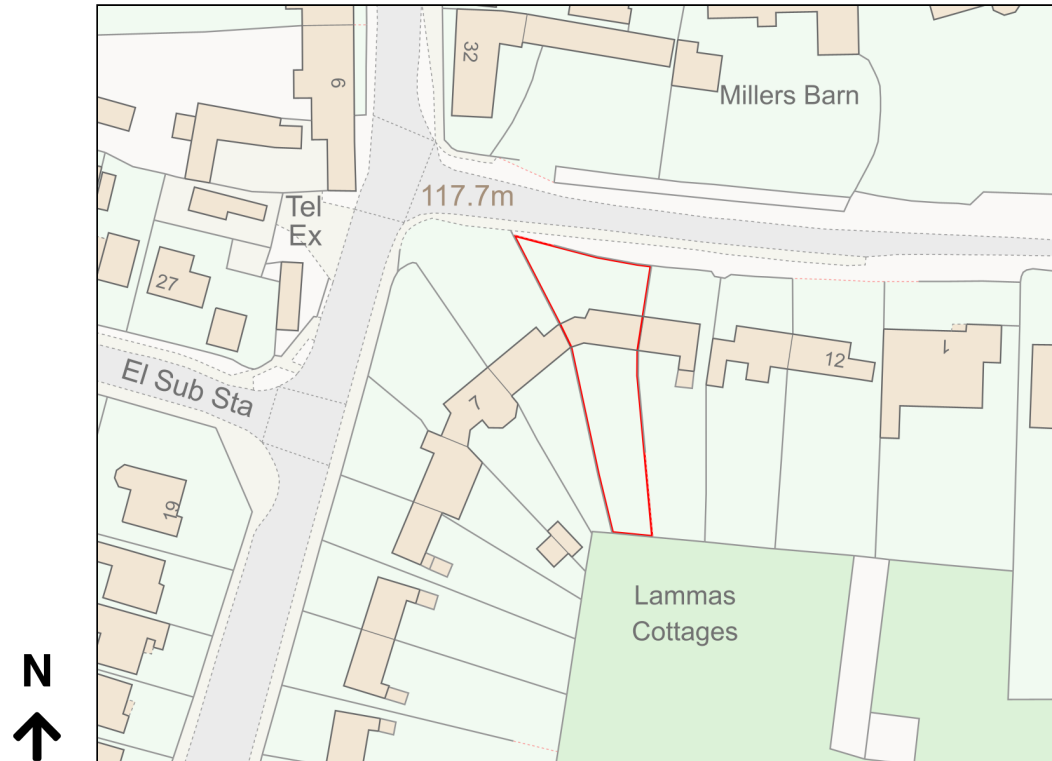 32
6
Millers Barn
117.7m
Tel
Ex
27
El Sub Sta
12
1
7
19
Lammas
Cottages
N